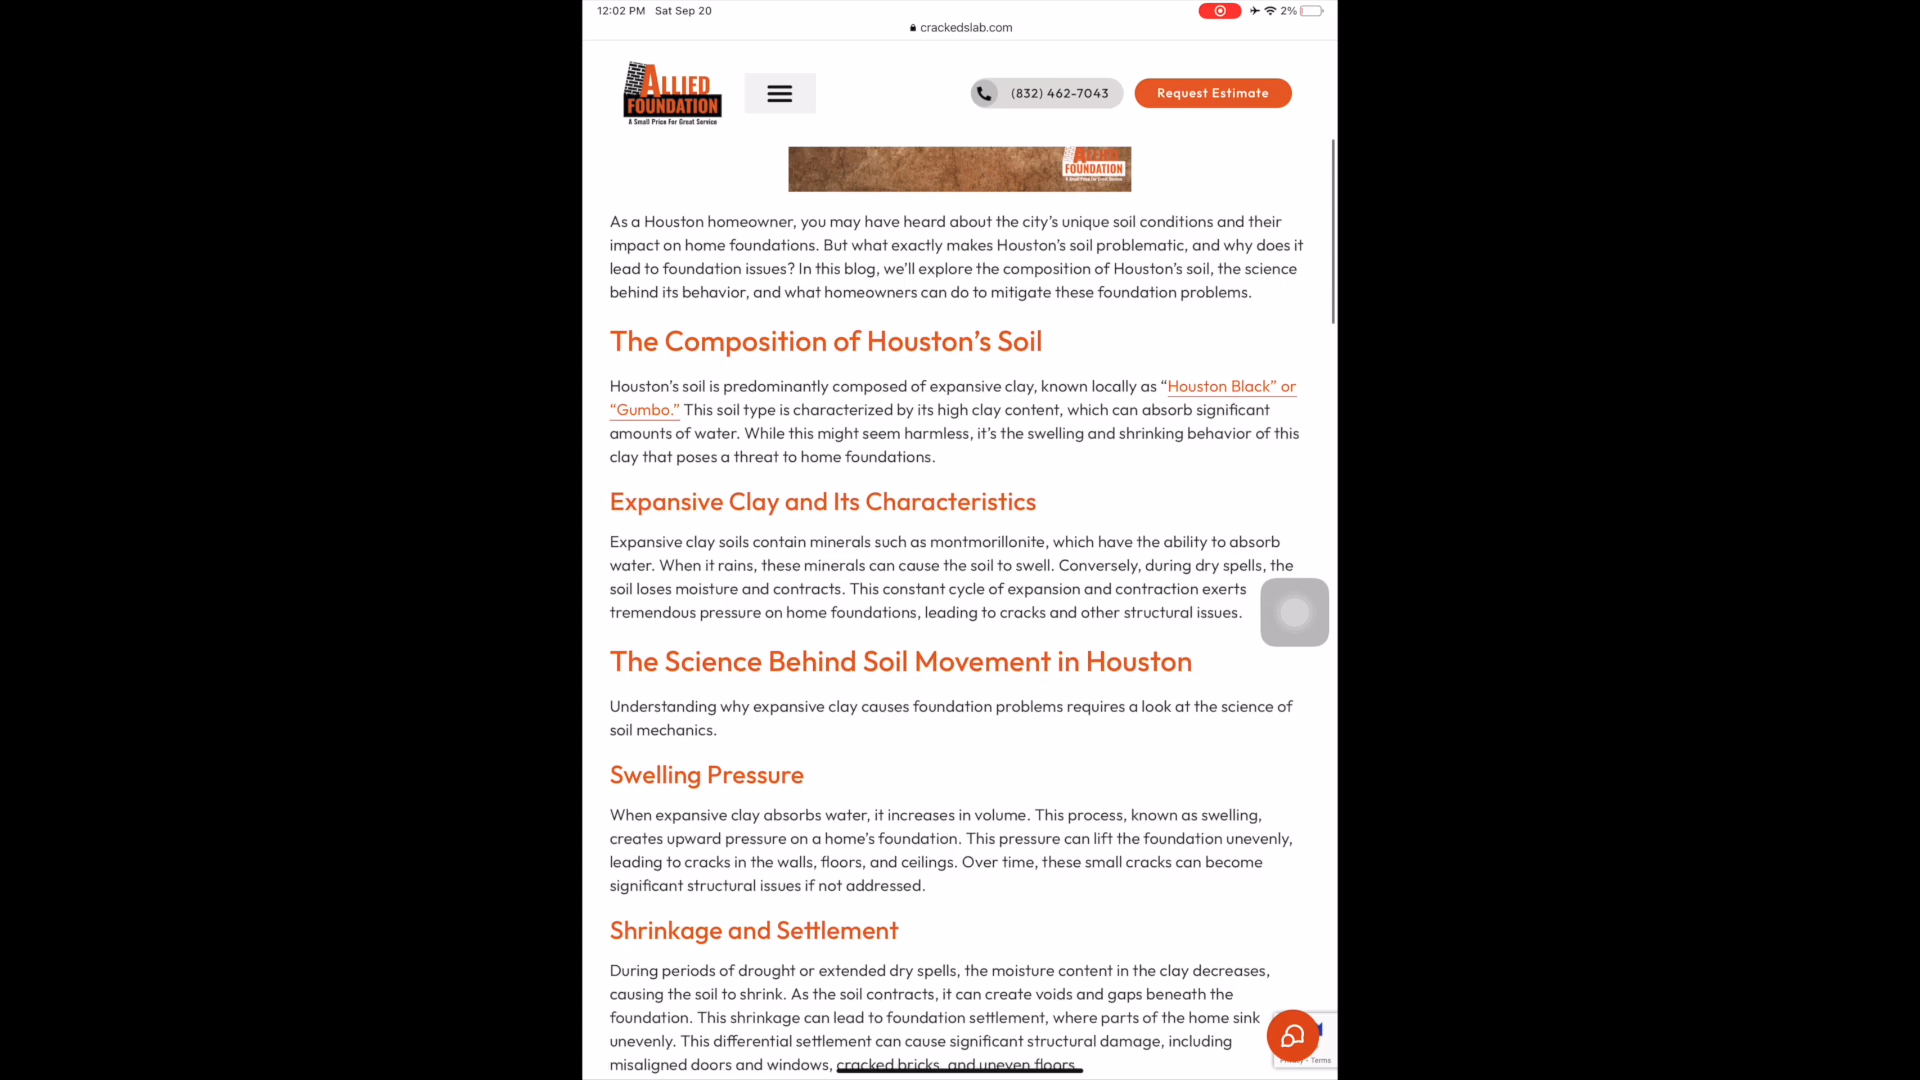 12:02 PM Sat Sep 20
2%
crackedslab.com
ALLIED
FOUNDATION
A Small Price For Great Service
(832) 462-7043
Request Estimate
ALLIED
FOUNDATION
A Small Price For Great Service
As a Houston homeowner, you may have heard about the city’s unique soil conditions and their
impact on home foundations. But what exactly makes Houston’s soil problematic, and why does it
lead to foundation issues? In this blog, we’ll explore the composition of Houston’s soil, the science
behind its behavior, and what homeowners can do to mitigate these foundation problems.
The Composition of Houston’s Soil
Houston’s soil is predominantly composed of expansive clay, known locally as “Houston Black” or
“Gumbo.” This soil type is characterized by its high clay content, which can absorb significant
amounts of water. While this might seem harmless, it’s the swelling and shrinking behavior of this
clay that poses a threat to home foundations.
Expansive Clay and Its Characteristics
Expansive clay soils contain minerals such as montmorillonite, which have the ability to absorb
water. When it rains, these minerals can cause the soil to swell. Conversely, during dry spells, the
soil loses moisture and contracts. This constant cycle of expansion and contraction exerts
tremendous pressure on home foundations, leading to cracks and other structural issues.
The Science Behind Soil Movement in Houston
Understanding why expansive clay causes foundation problems requires a look at the science of
soil mechanics.
Swelling Pressure
When expansive clay absorbs water, it increases in volume. This process, known as swelling,
creates upward pressure on a home’s foundation. This pressure can lift the foundation unevenly,
leading to cracks in the walls, floors, and ceilings. Over time, these small cracks can become
significant structural issues if not addressed.
Shrinkage and Settlement
During periods of drought or extended dry spells, the moisture content in the clay decreases,
causing the soil to shrink. As the soil contracts, it can create voids and gaps beneath the
foundation. This shrinkage can lead to foundation settlement, where parts of the home sink
unevenly. This differential settlement can cause significant structural damage, including
misaligned doors and windows, cracked bricks, and uneven floors.
Privacy - Terms